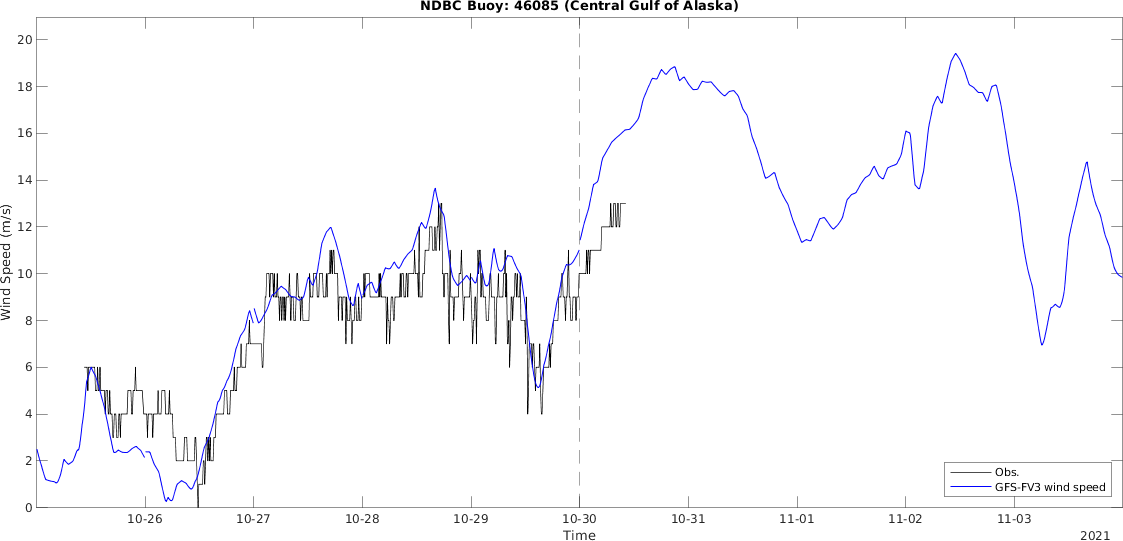 NDBC Buoy: 46085 (Central Gulf of Alaska)
20
18
16
14
12
10
8
6
4
2
0
Wind Speed (m/s)
Obs.
GFS-FV3 wind speed
10-26 10-27 10-28 10-29 10-30 10-31 11-01 11-02 11-03
Time
2021